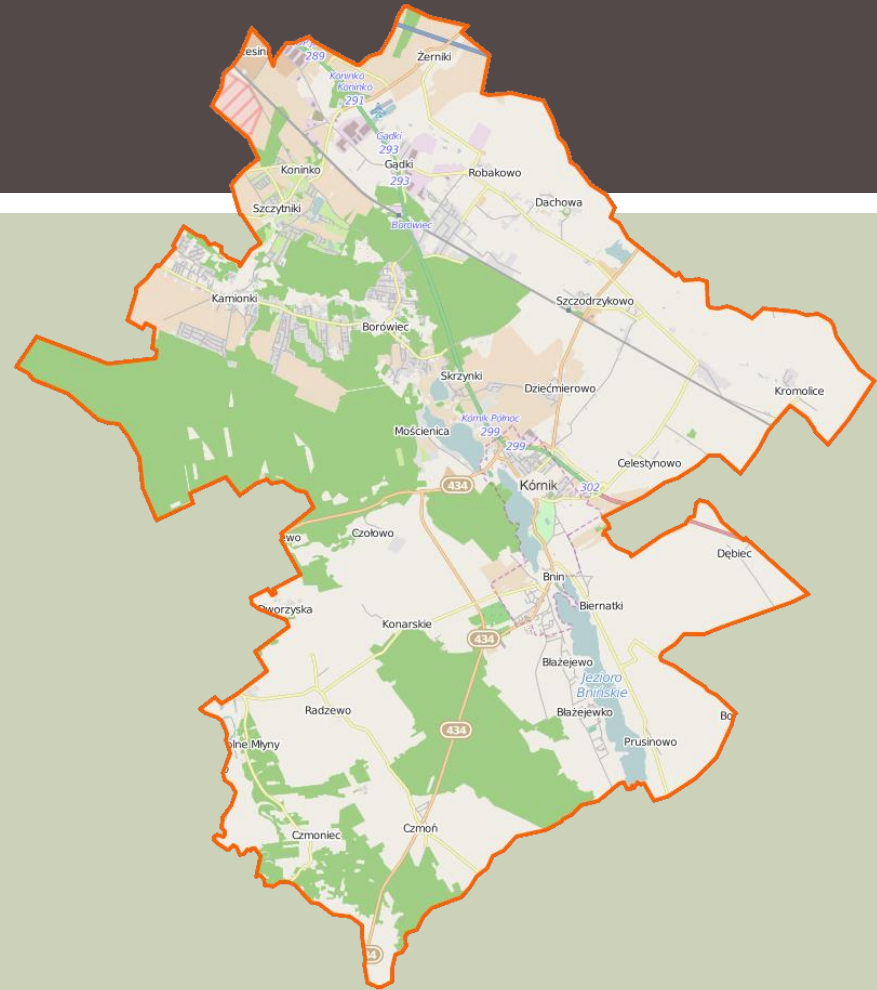 Żerniki
289
Koninko
Koninko
291
Gądki
293
Gądki
293
Koninko
Robakowo
Dachowa
Szczytniki
Borówiec
Kamionki
Szczodrzykowo
Borówiec
Skrzynki
Dziećmierowo
Kromolice
Kórnik Północ
299
Mościenica
299
Celestynowo
434
Kórnik
302
Czołowo
Dębiec
Bnin
Biernatki
Dworzyska
Konarskie
434
Błażejewo
Jezioro
Bnińskie
Radzewo
Błażejewko
434
Prusinowo
olne Młyny
Czmoń
Czmoniec